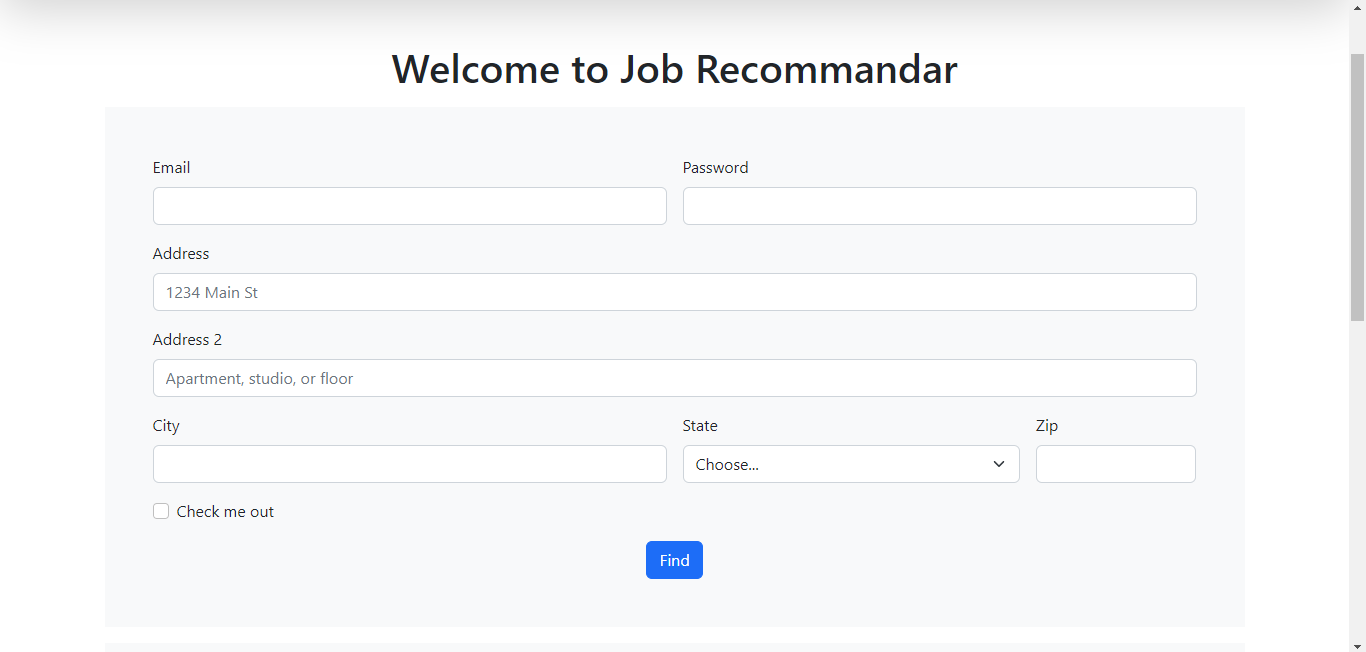 Welcome to Job Recommandar
Email Password
Address
1234 Main St
Address 2
Apartment, studio, or floor
City State Zip
Choose...
Check me out
Find